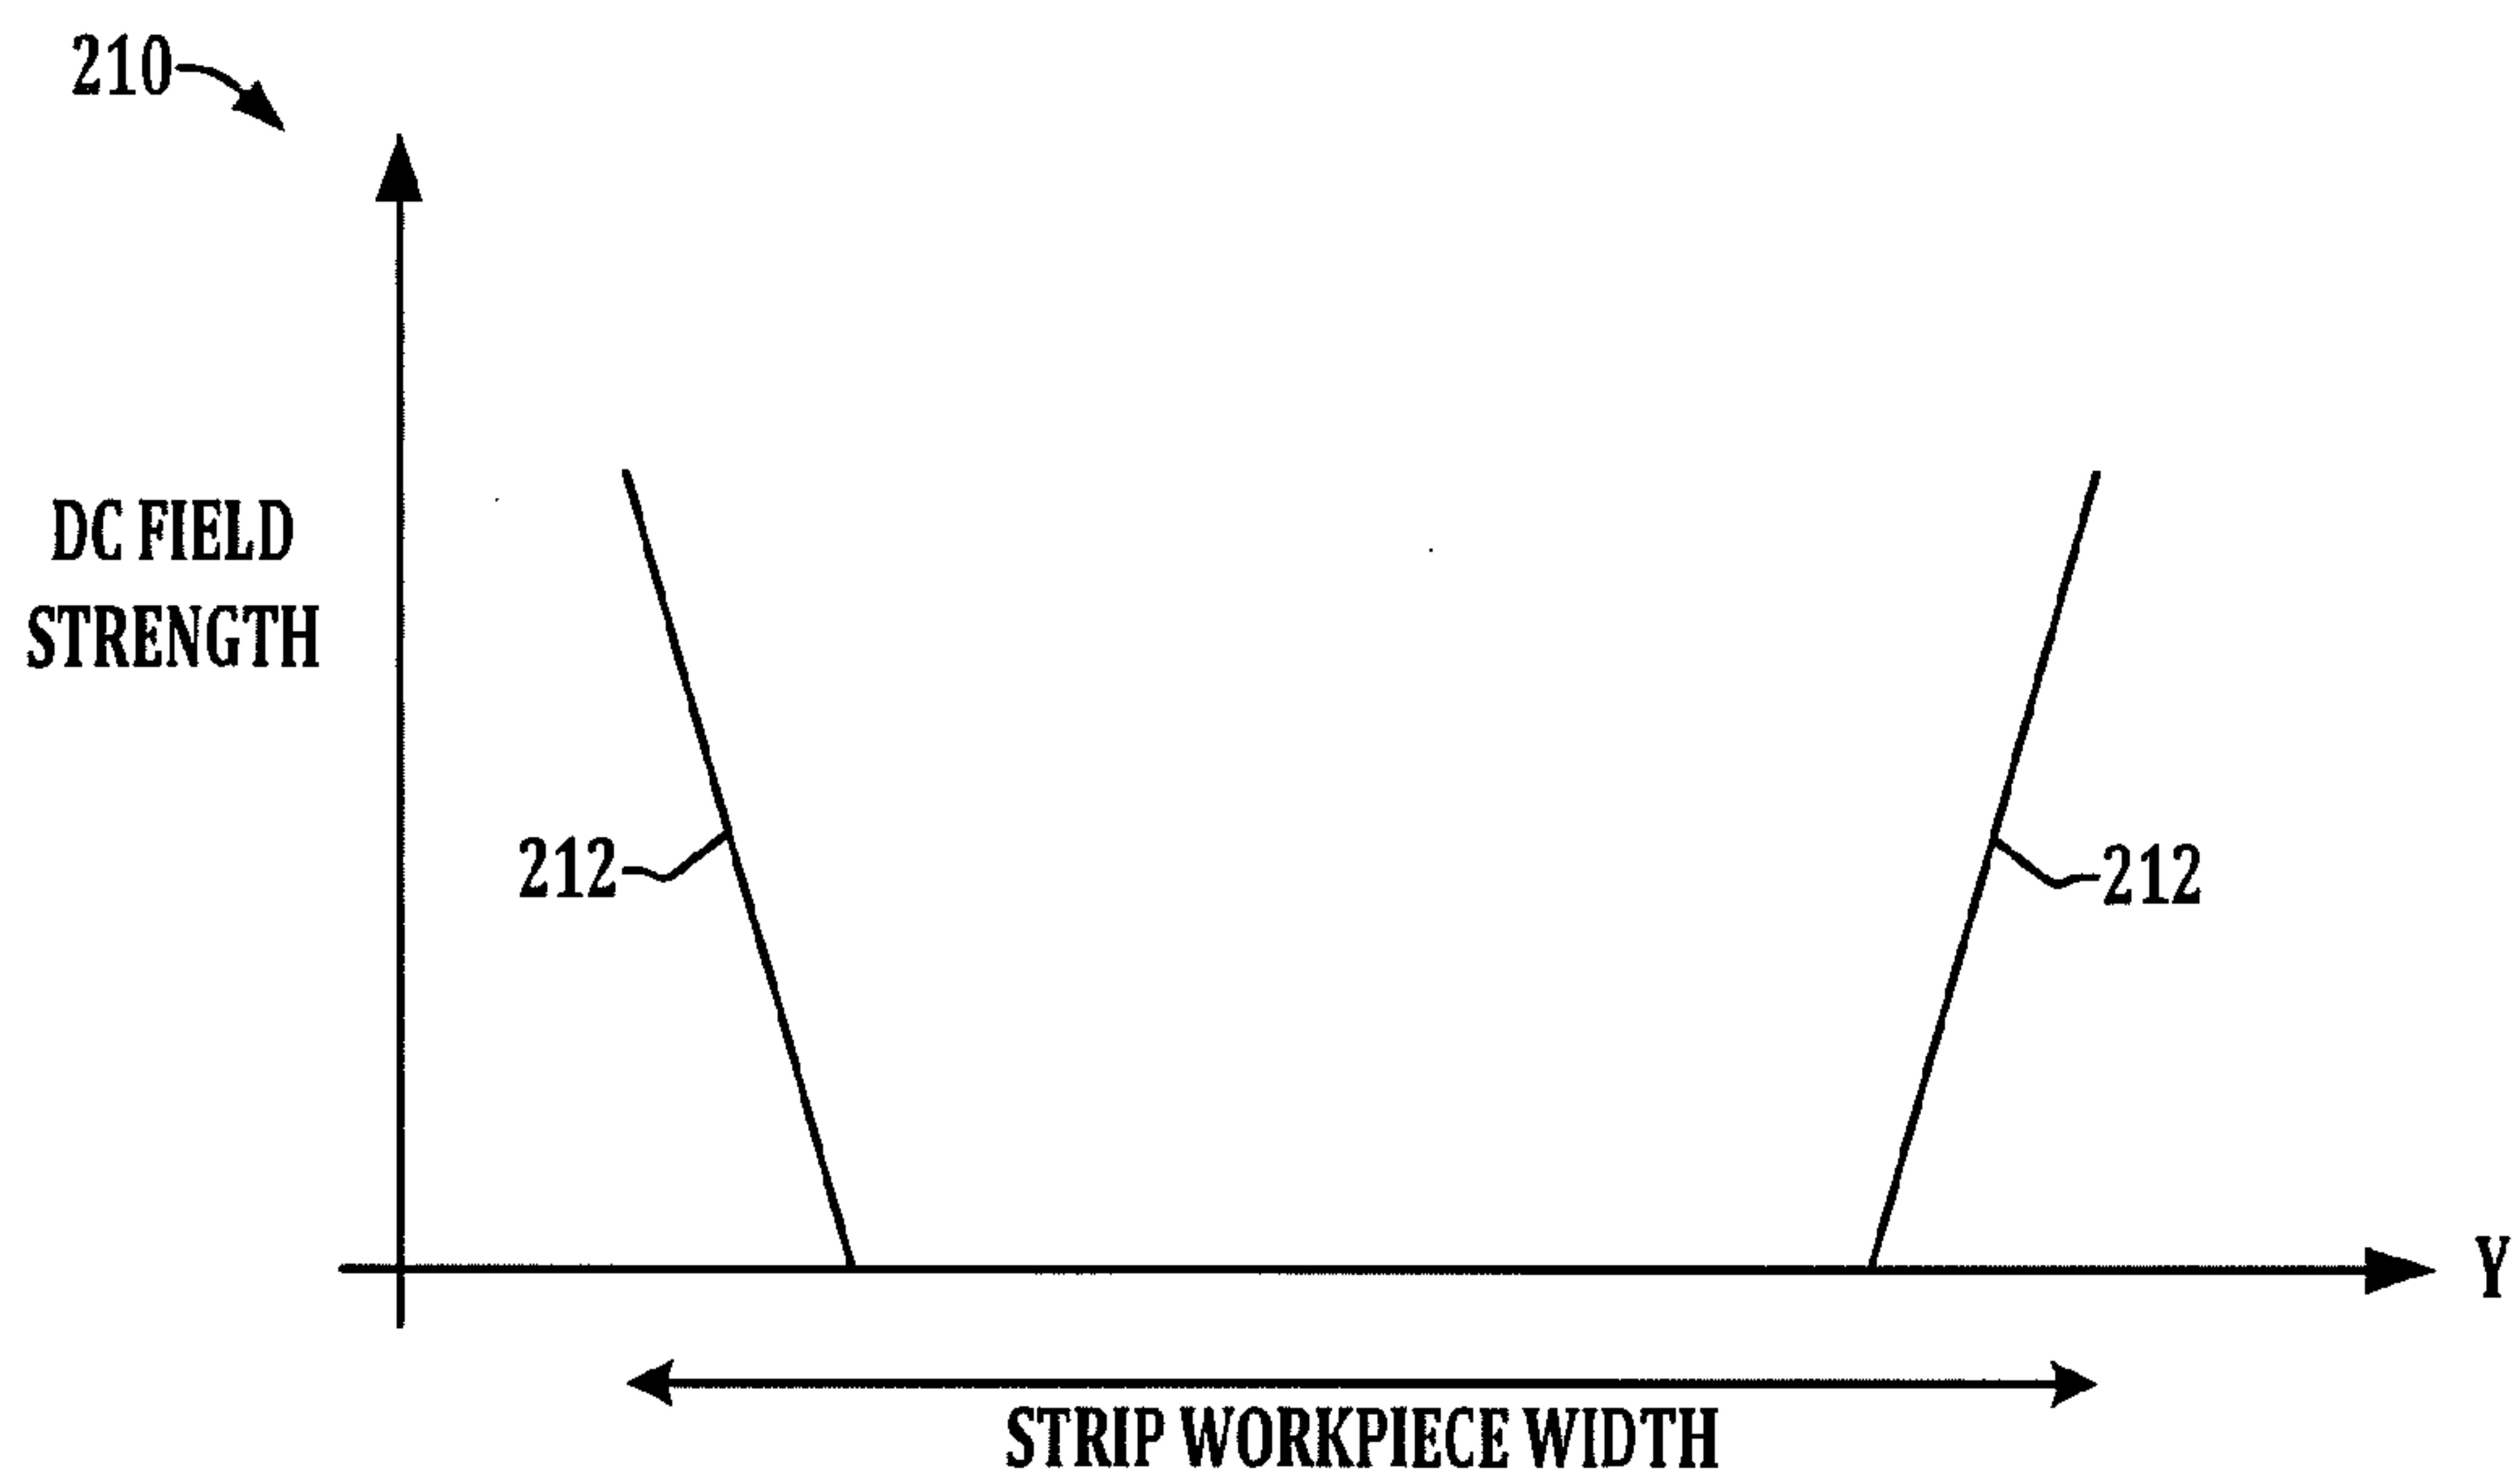 210
DC FIELD
STRENGTH
212
212
Y
STRIP WORKPIECE WIDTH